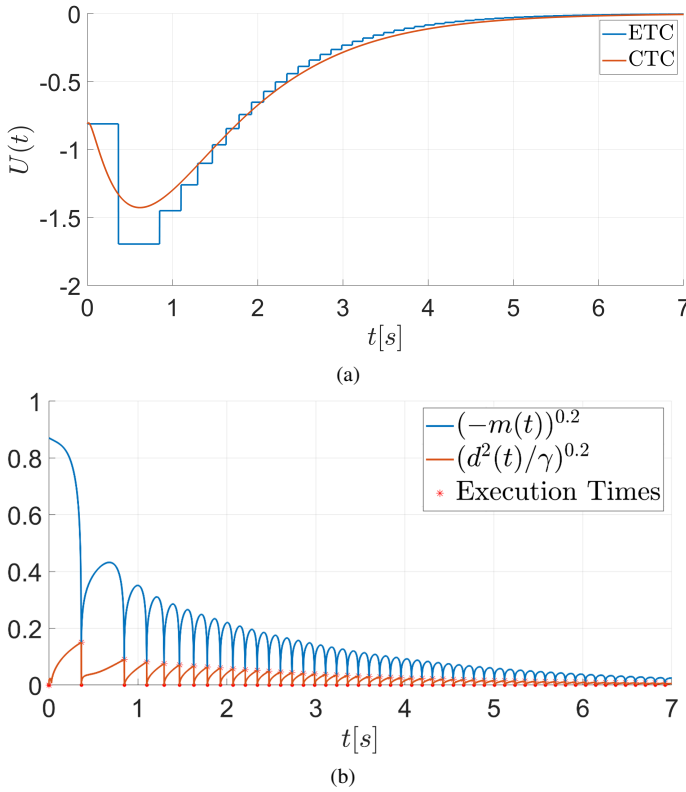 0
-0.5
-1
-1.5
-2
U(t)
ETC
CTC
0 1 2 3 4 5 6 7
t[s]
(a)
1
0.8
0.6
0.4
0.2
0
(-m(t))^0.2
(d^2(t)/γ)^0.2
Execution Times
0 1 2 3 4 5 6 7
t[s]
(b)